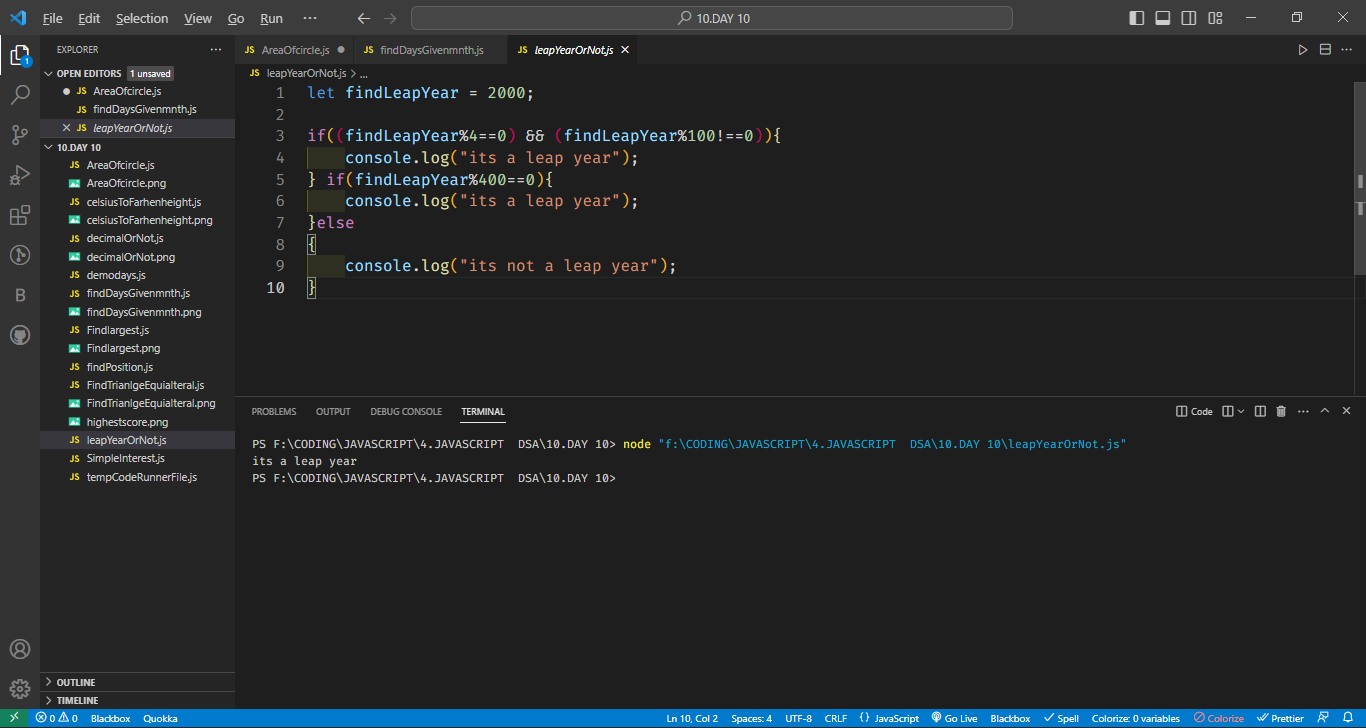 File Edit Selection View Go Run ··· 10.DAY 10
EXPLORER ···
OPEN EDITORS 1 unsaved
JS AreaOfcircle.js
JS findDaysGivenmnth.js
JS leapYearOrNot.js
10.DAY 10
JS AreaOfcircle.js
AreaOfcircle.png
JS celsiusToFarhenheight.js
celsiusToFarhenheight.png
JS decimalOrNot.js
decimalOrNot.png
JS demodays.js
JS findDaysGivenmnth.js
findDaysGivenmnth.png
JS Findlargest.js
Findlargest.png
JS findPosition.js
JS FindTrianlgeEquialteral.js
FindTrianlgeEquialteral.png
highestscore.png
JS leapYearOrNot.js
JS SimpleInterest.js
JS tempCodeRunnerFile.js
OUTLINE
TIMELINE
JS AreaOfcircle.js JS findDaysGivenmnth.js JS leapYearOrNot.js
JS leapYearOrNot.js > ...
1 let findLeapYear = 2000;
2
3 if((findLeapYear%4==0) && (findLeapYear%100!==0)){
4 console.log("its a leap year");
5 } if(findLeapYear%400==0){
6 console.log("its a leap year");
7 }else
8 {
9 console.log("its not a leap year");
10 }
PROBLEMS OUTPUT DEBUG CONSOLE TERMINAL Code
PS F:\CODING\JAVASCRIPT\4.JAVASCRIPT  DSA\10.DAY 10> node "f:\CODING\JAVASCRIPT\4.JAVASCRIPT  DSA\10.DAY 10\leapYearOrNot.js"
its a leap year
PS F:\CODING\JAVASCRIPT\4.JAVASCRIPT  DSA\10.DAY 10>
0 0 Blackbox Quokka Ln 10, Col 2 Spaces: 4 UTF-8 CRLF {} JavaScript Go Live Blackbox Spell Colorize: 0 variables Colorize Prettier